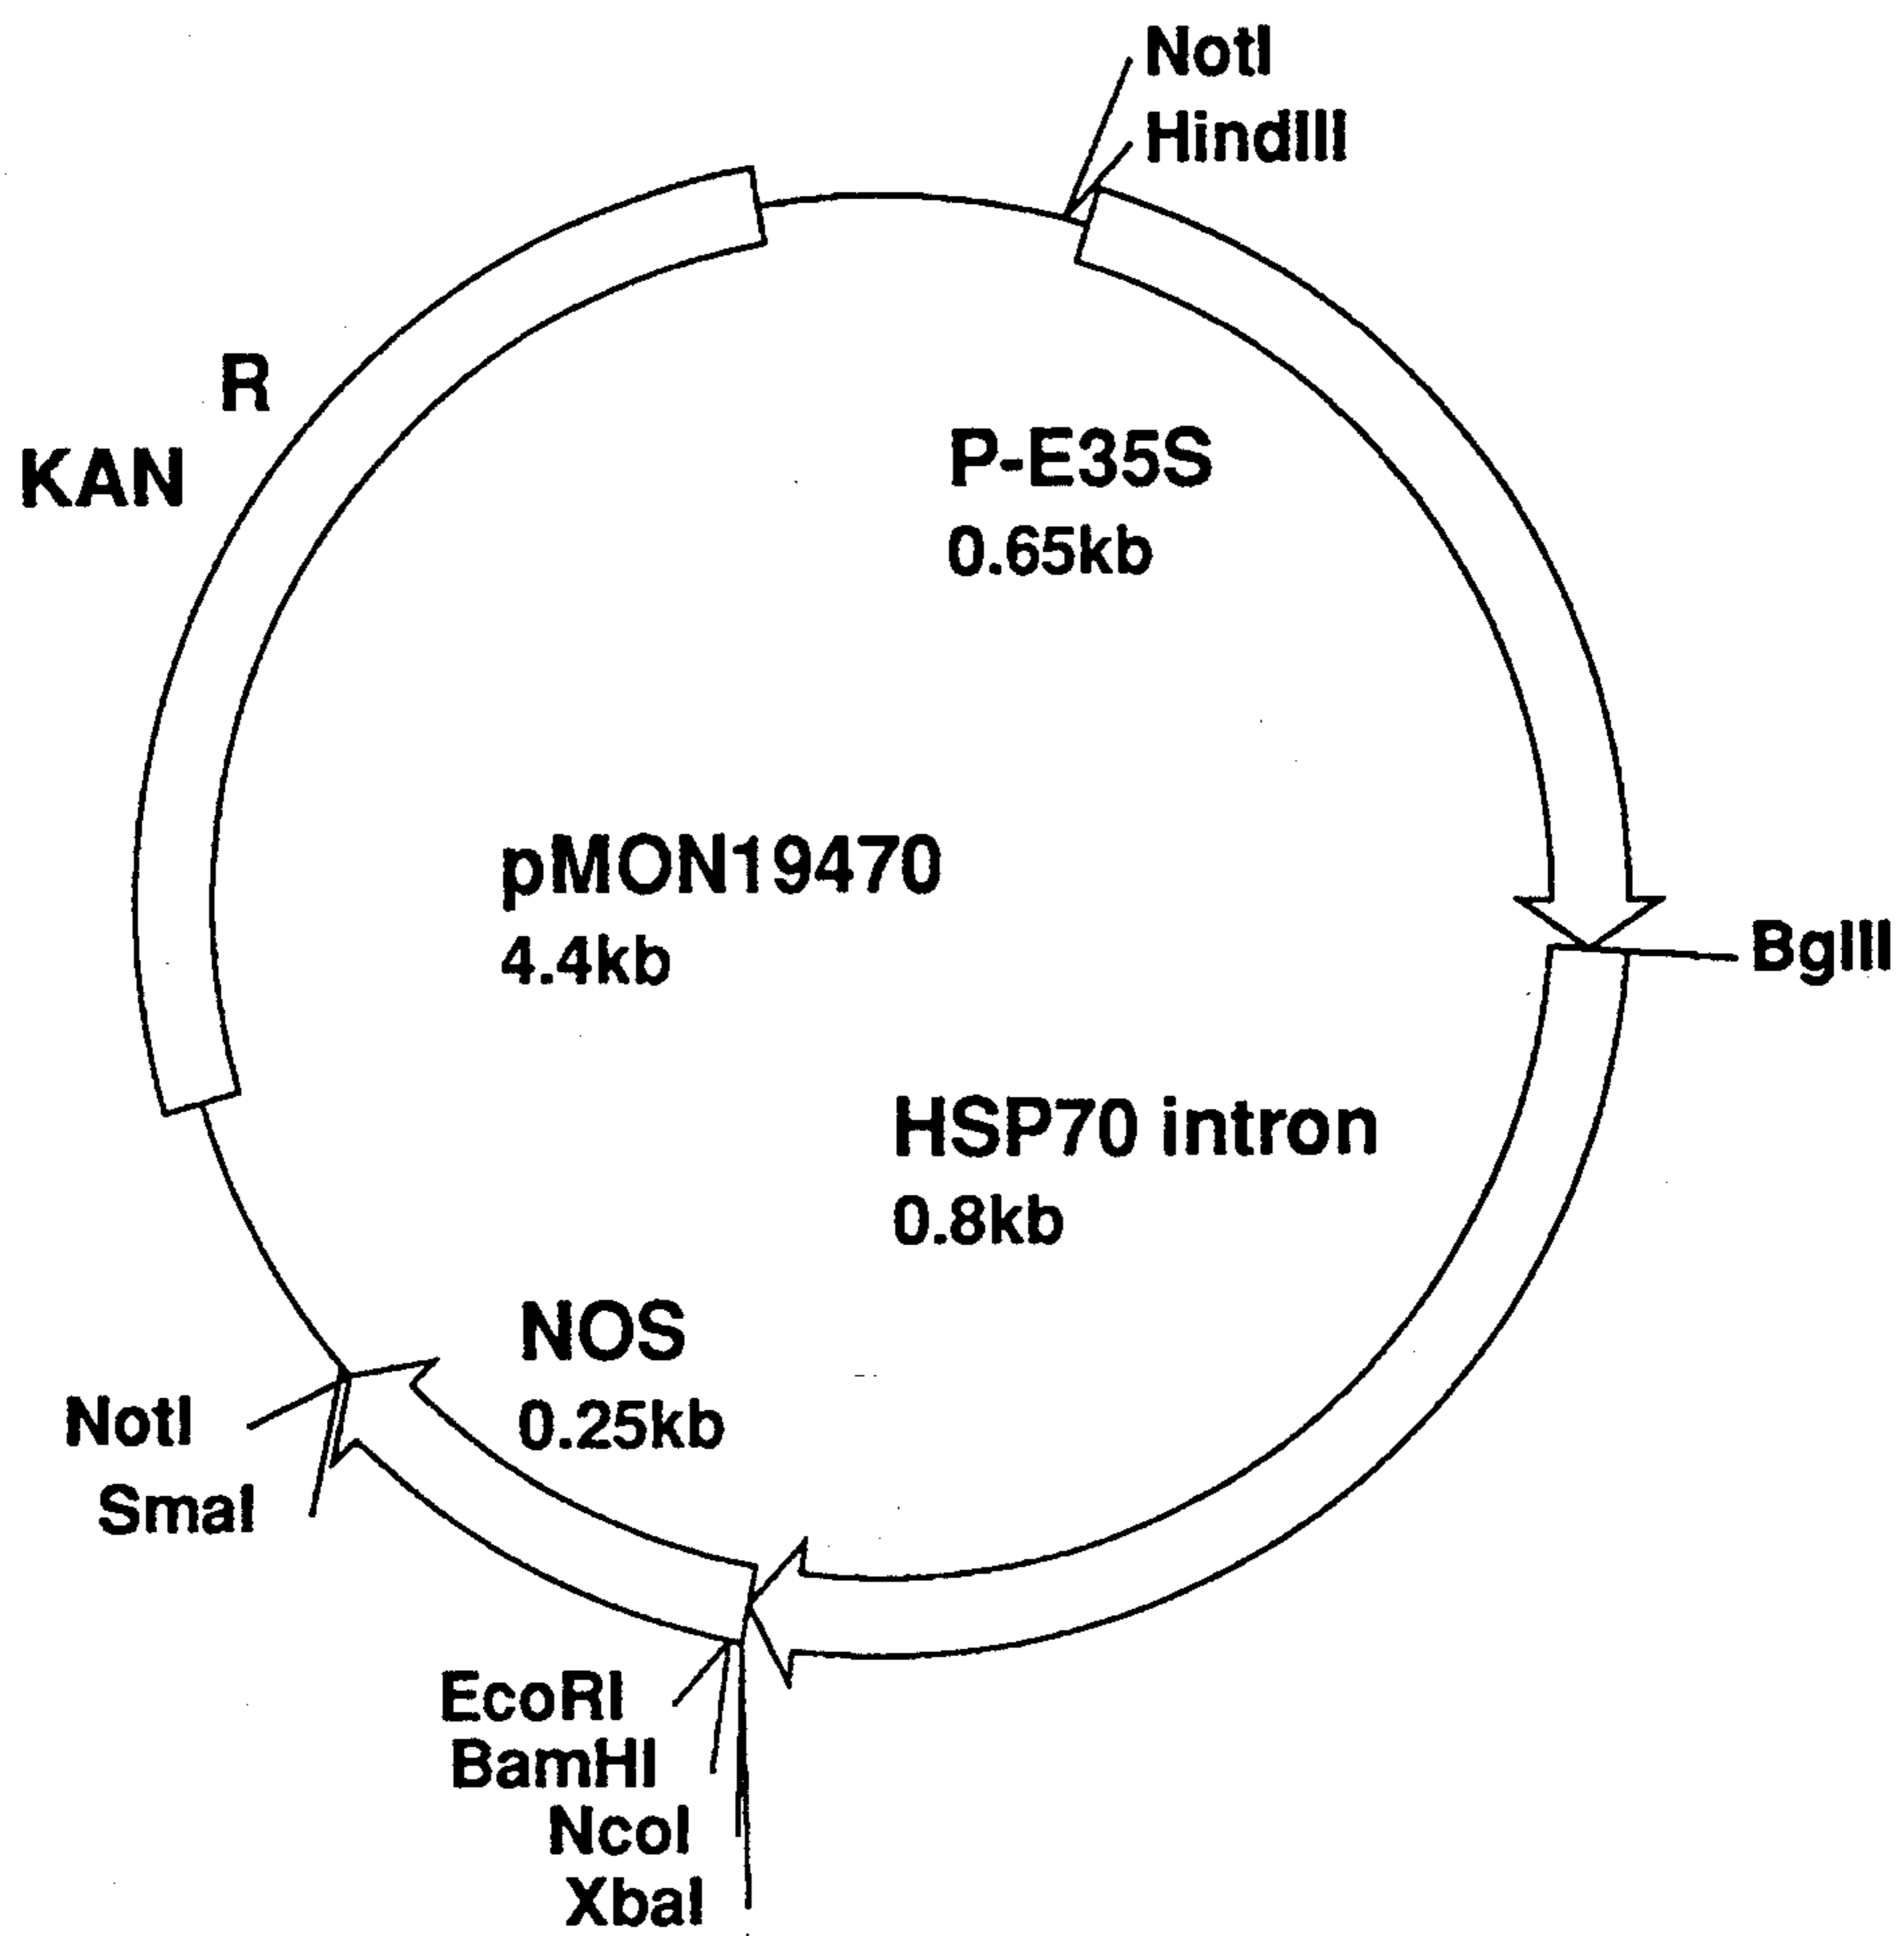 NotI
HindIII
R
KAN
P-E35S
0.65kb
pMON19470
4.4kb
BglII
HSP70 intron
0.8kb
NOS
0.25kb
NotI
SmaI
EcoRI
BamHI
NcoI
XbaI